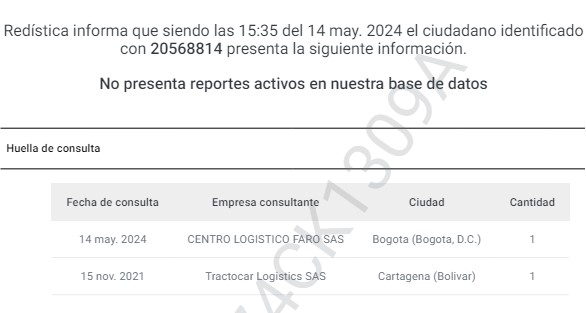 Redística informa que siendo las 15:35 del 14 may. 2024 el ciudadano identificado
con 20568814 presenta la siguiente información.
No presenta reportes activos en nuestra base de datos
Huella de consulta
Fecha de consulta Empresa consultante Ciudad Cantidad
14 may. 2024 CENTRO LOGISTICO FARO SAS Bogota (Bogota, D.C.) 1
15 nov. 2021 Tractocar Logistics SAS Cartagena (Bolivar) 1